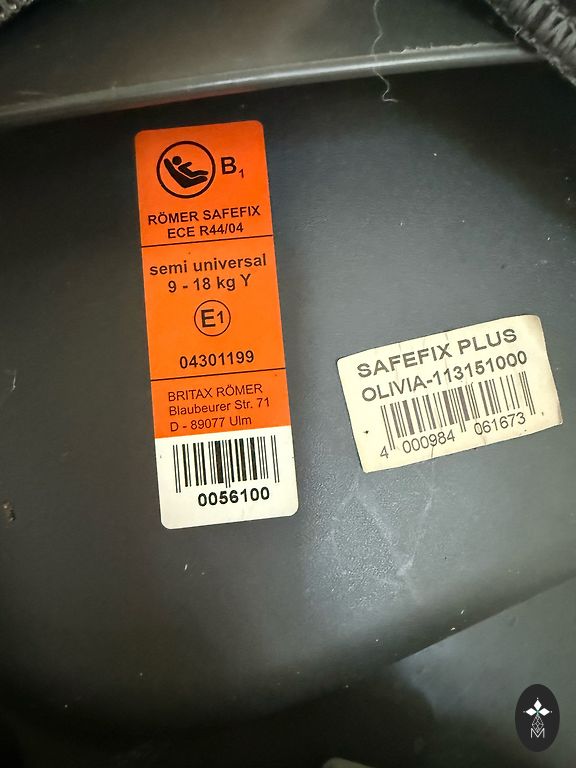 B1
RÖMER SAFEFIX
ECE R44/04
semi universal
9 - 18 kg Y
E1
04301199
BRITAX RÖMER
Blaubeurer Str. 71
D - 89077 Ulm
0056100
SAFEFIX PLUS
OLIVIA-113151000
4 000984 061673
M